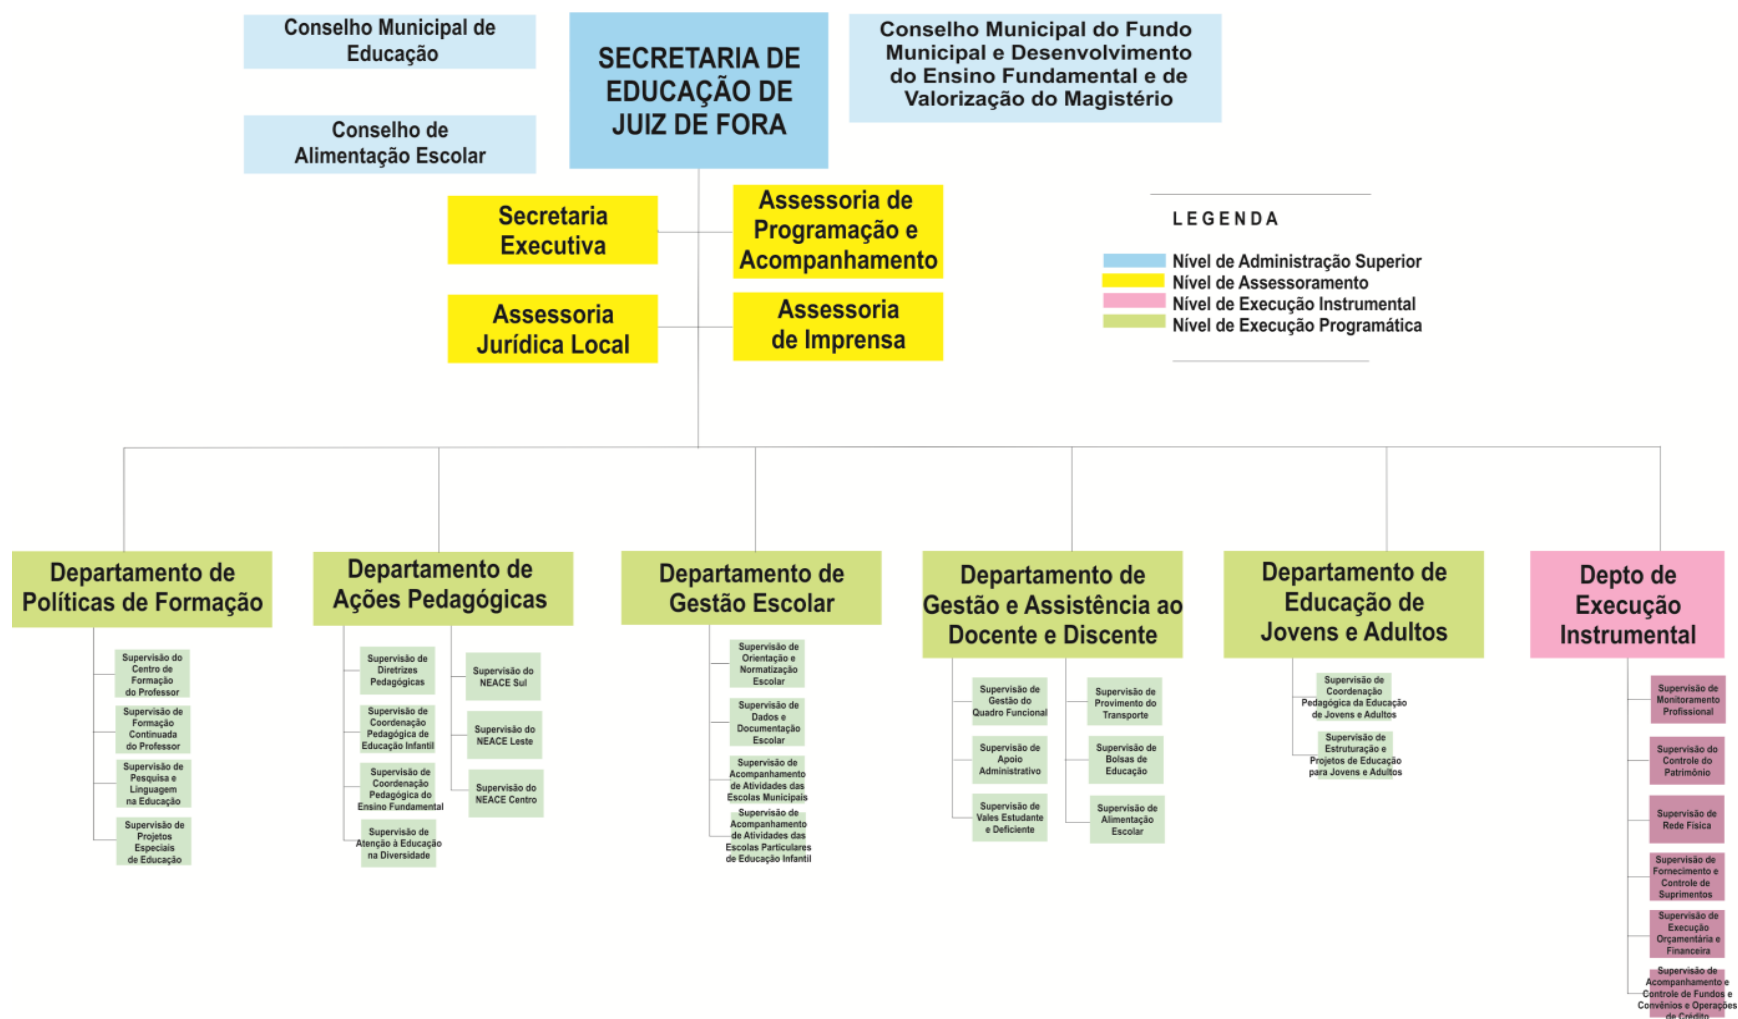 Conselho Municipal de
Educação
Conselho de
Alimentação Escolar
SECRETARIA DE
EDUCAÇÃO DE
JUIZ DE FORA
Conselho Municipal do Fundo
Municipal e Desenvolvimento
do Ensino Fundamental e de
Valorização do Magistério
Secretaria
Executiva
Assessoria de
Programação e
Acompanhamento
Assessoria
Jurídica Local
Assessoria
de Imprensa
LEGENDA
Nível de Administração Superior
Nível de Assessoramento
Nível de Execução Instrumental
Nível de Execução Programática
Departamento de
Políticas de Formação
Supervisão do
Centro de
Formação
do Professor
Supervisão de
Formação
Continuada
do Professor
Supervisão de
Pesquisa e
Linguagem
na Educação
Supervisão de
Projetos
Especiais
de Educação
Departamento de
Ações Pedagógicas
Supervisão de
Diretrizes
Pedagógicas
Supervisão de
Coordenação
Pedagógica de
Educação Infantil
Supervisão de
Coordenação
Pedagógica do
Ensino Fundamental
Supervisão de
Atenção à Educação
na Diversidade
Supervisão do
NEACE Sul
Supervisão do
NEACE Leste
Supervisão do
NEACE Centro
Departamento de
Gestão Escolar
Supervisão de
Orientação e
Normatização
Escolar
Supervisão de
Dados e
Documentação
Escolar
Supervisão de
Acompanhamento
de Atividades das
Escolas Municipais
Supervisão de
Acompanhamento
de Atividades das
Escolas Particulares
de Educação Infantil
Departamento de
Gestão e Assistência ao
Docente e Discente
Supervisão de
Gestão do
Quadro Funcional
Supervisão de
Apoio
Administrativo
Supervisão de
Vales Estudante
e Deficiente
Supervisão de
Provimento do
Transporte
Supervisão de
Bolsas de
Educação
Supervisão de
Alimentação
Escolar
Departamento de
Educação de
Jovens e Adultos
Supervisão de
Coordenação
Pedagógica da Educação
de Jovens e Adultos
Supervisão de
Estruturação e
Projetos de Educação
para Jovens e Adultos
Depto de
Execução
Instrumental
Supervisão de
Monitoramento
Profissional
Supervisão do
Controle do
Patrimônio
Supervisão de
Rede Física
Supervisão de
Fornecimento e
Controle de
Suprimentos
Supervisão de
Execução
Orçamentária e
Financeira
Supervisão de
Acompanhamento e
Controle de Fundos e
Convênios e Operações
de Crédito